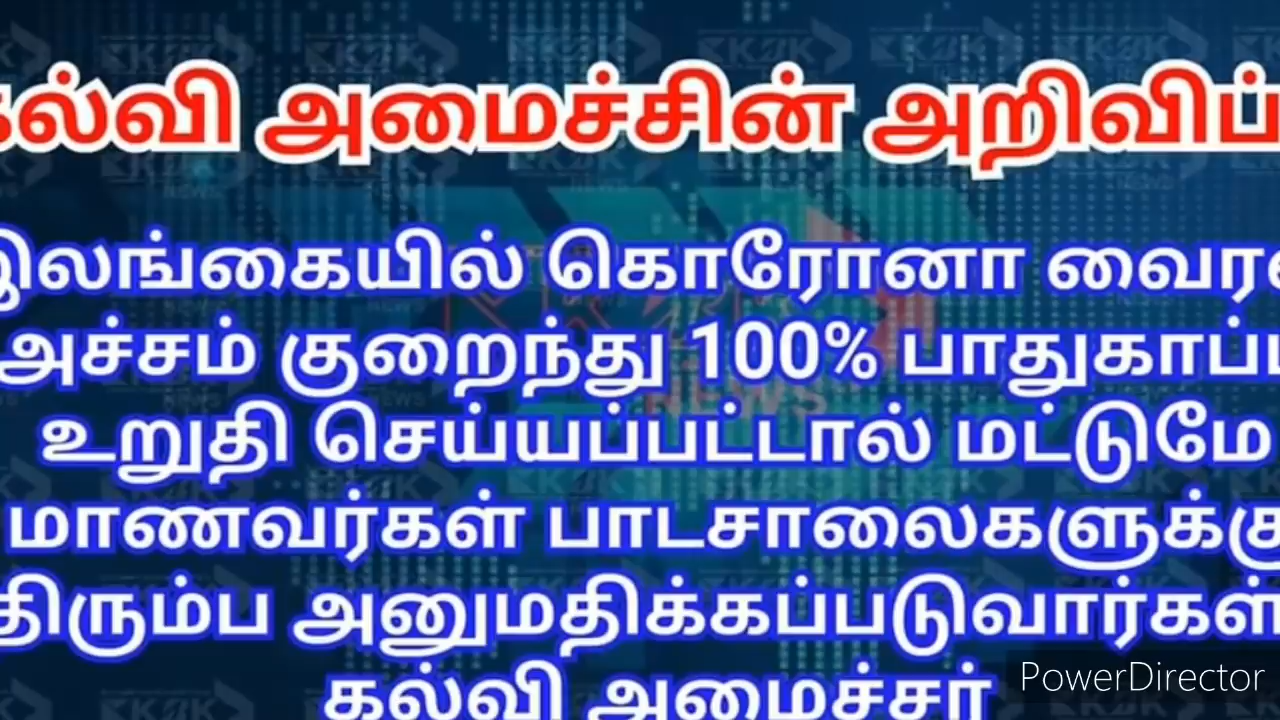 கல்வி அமைச்சின் அறிவிப்
இலங்கையில் கொரோனா வைரஸ்
அச்சம் குறைந்து 100% பாதுகாப்பு
உறுதி செய்யப்பட்டால் மட்டுமே
மாணவர்கள் பாடசாலைகளுக்கு
திரும்ப அனுமதிக்கப்படுவார்கள்
கல்வி அமைச்சர்
NEWS
PowerDirector